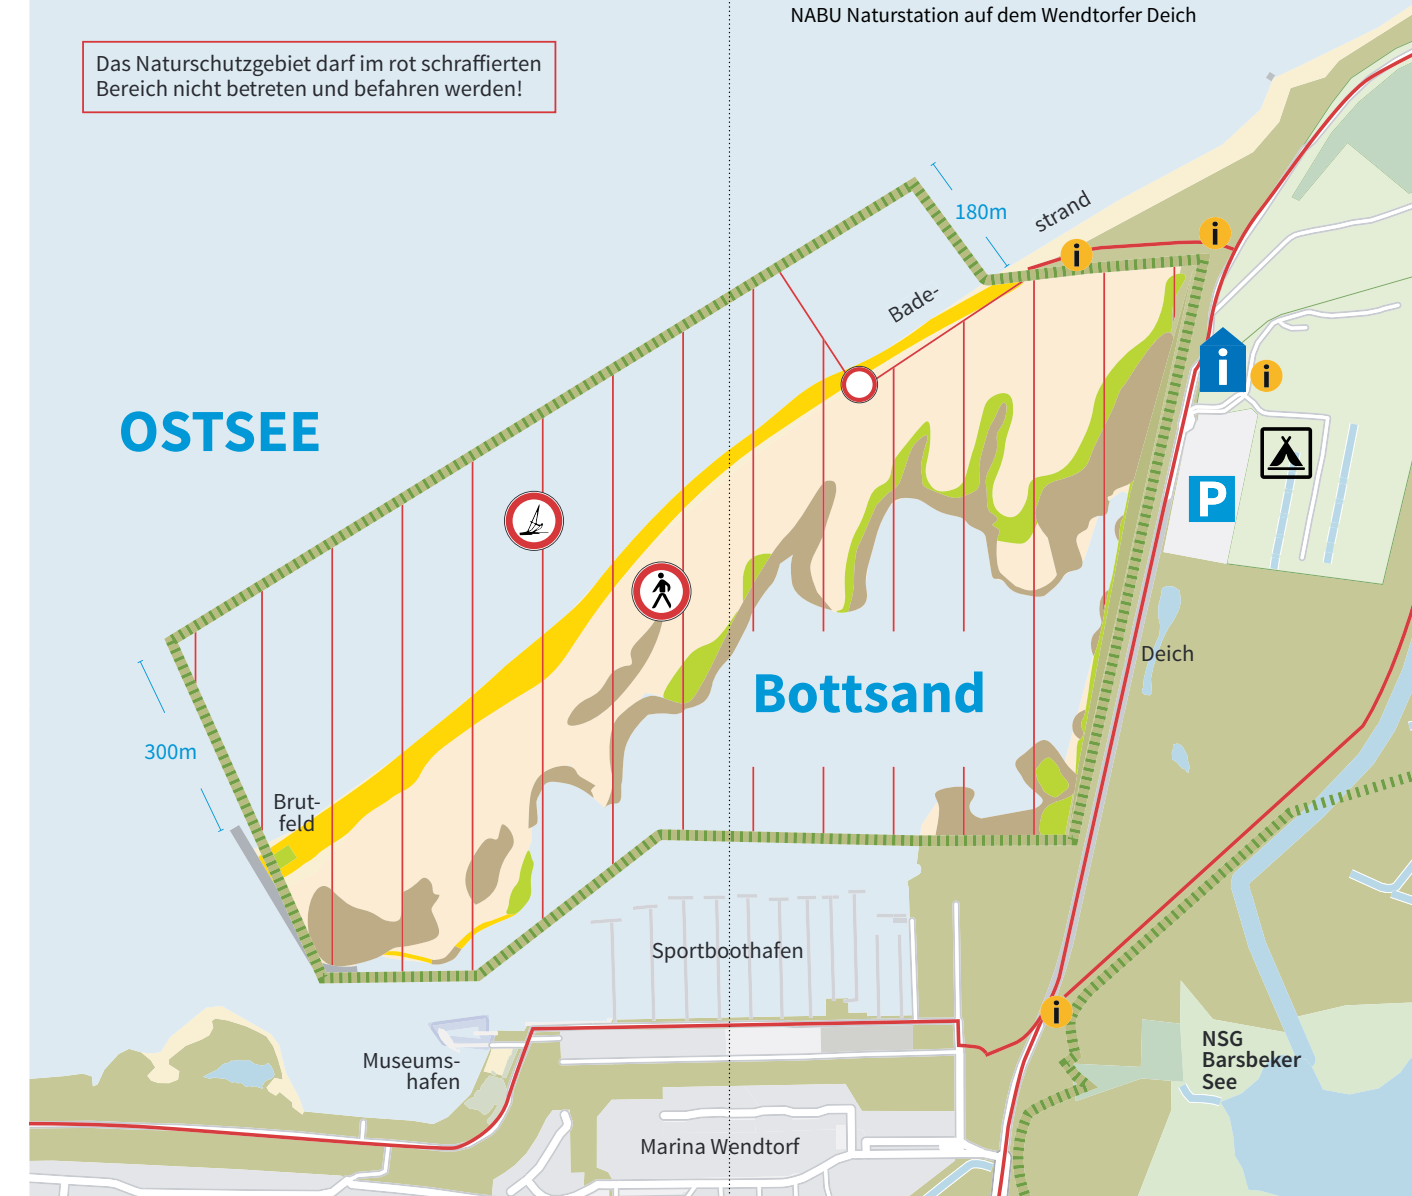 NABU Naturstation auf dem Wendtorfer Deich
Das Naturschutzgebiet darf im rot schraffierten
Bereich nicht betreten und befahren werden!
180m
strand
i
i
Bade-
i
i
OSTSEE
P
Bottsand
Deich
300m
Brut-
feld
Sportboothafen
i
Museums-
hafen
NSG
Barsbeker
See
Marina Wendtorf